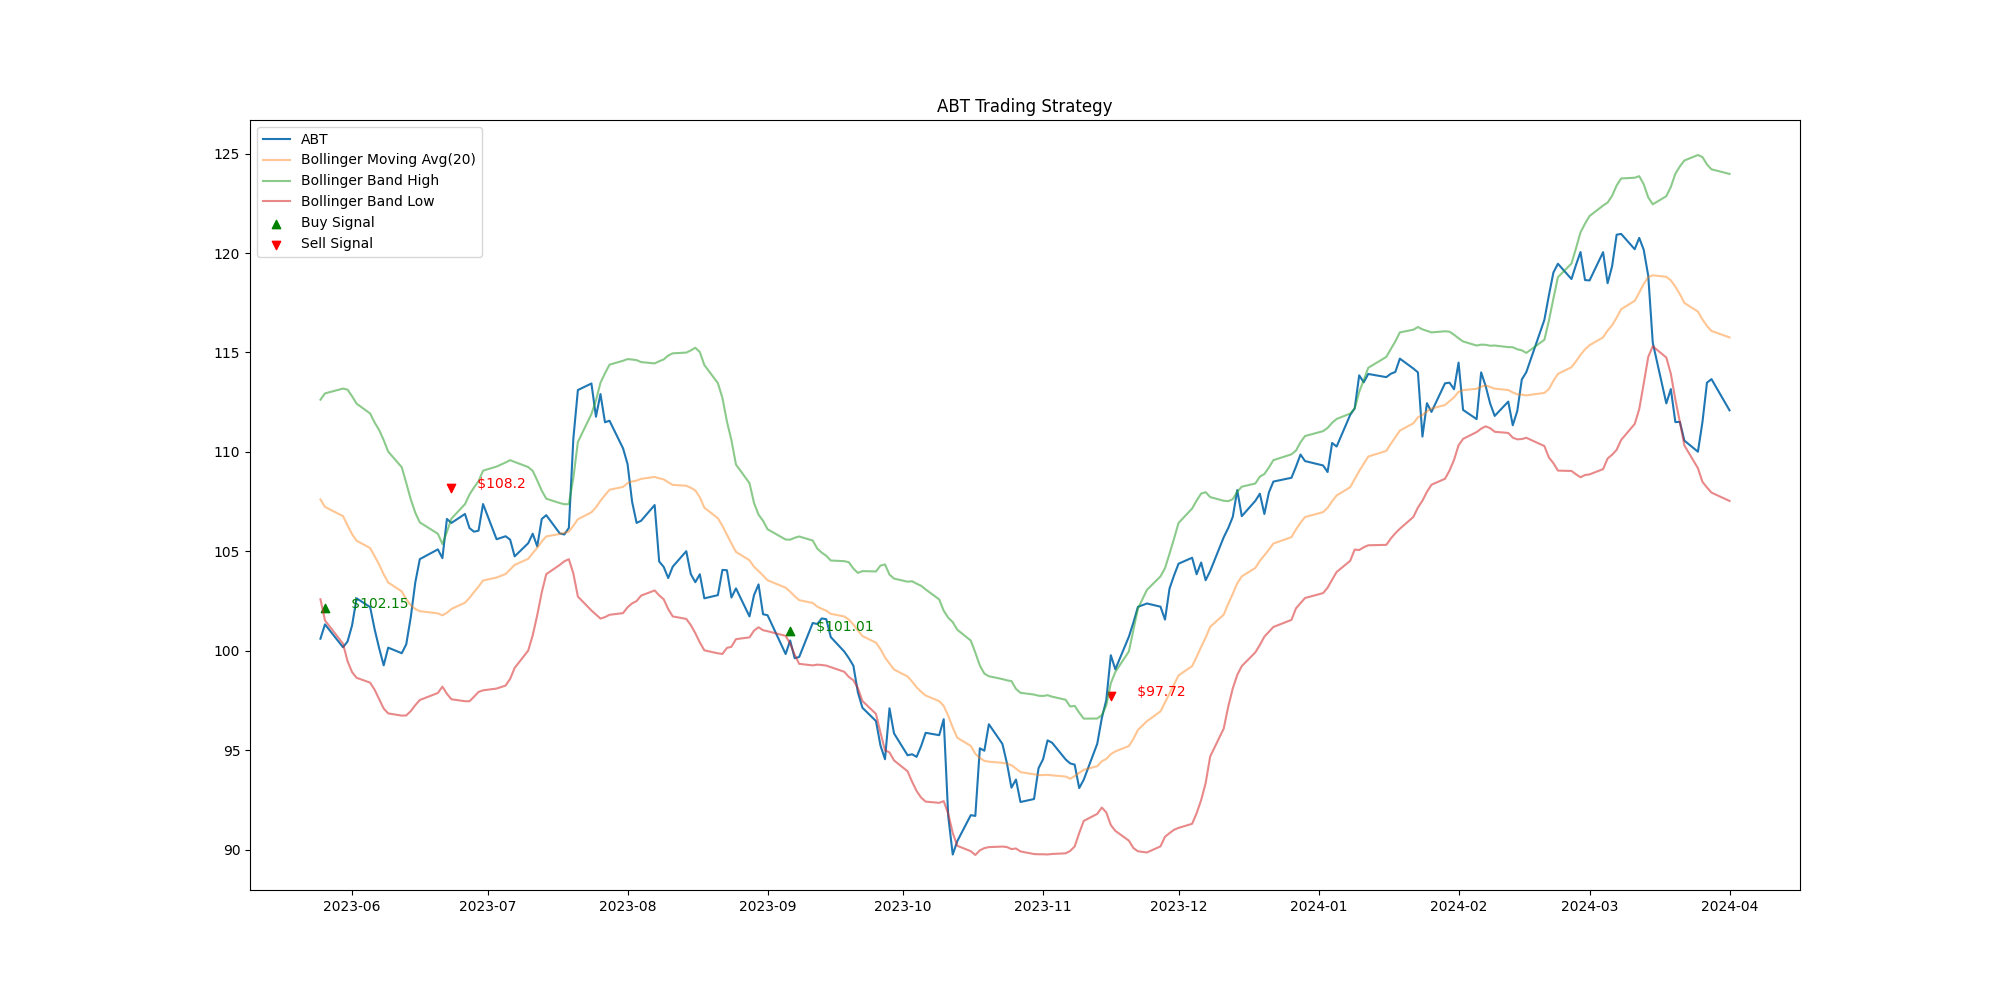 ABT Trading Strategy
ABT
Bollinger Moving Avg(20)
Bollinger Band High
Bollinger Band Low
Buy Signal
Sell Signal
125
120
115
110
105
100
95
90
$108.2
$102.15
$101.01
$97.72
2023-06 2023-07 2023-08 2023-09 2023-10 2023-11 2023-12 2024-01 2024-02 2024-03 2024-04